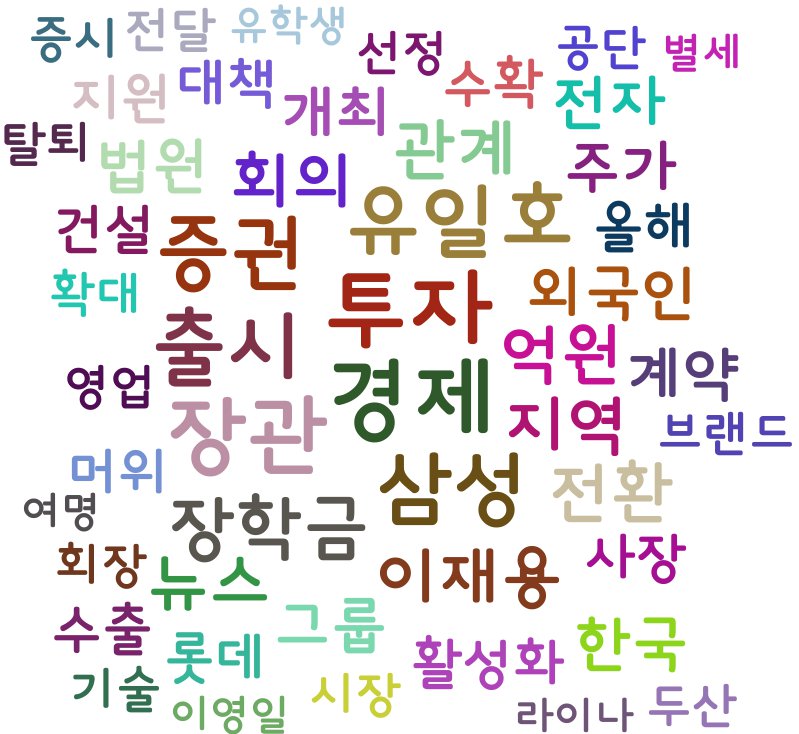 증시
전달
유학생
선정
공단
별세
지원
대책
개최
수확
전자
탈퇴
법원
회의
관계
주가
건설
증권
유일호
올해
확대
출시
투자
외국인
영업
경제
억원
계약
장관
지역
브랜드
머위
삼성
전환
여명
장학금
회장
뉴스
이재용
사장
수출
롯데
그룹
활성화
한국
기술
이영일
시장
라이나
두산